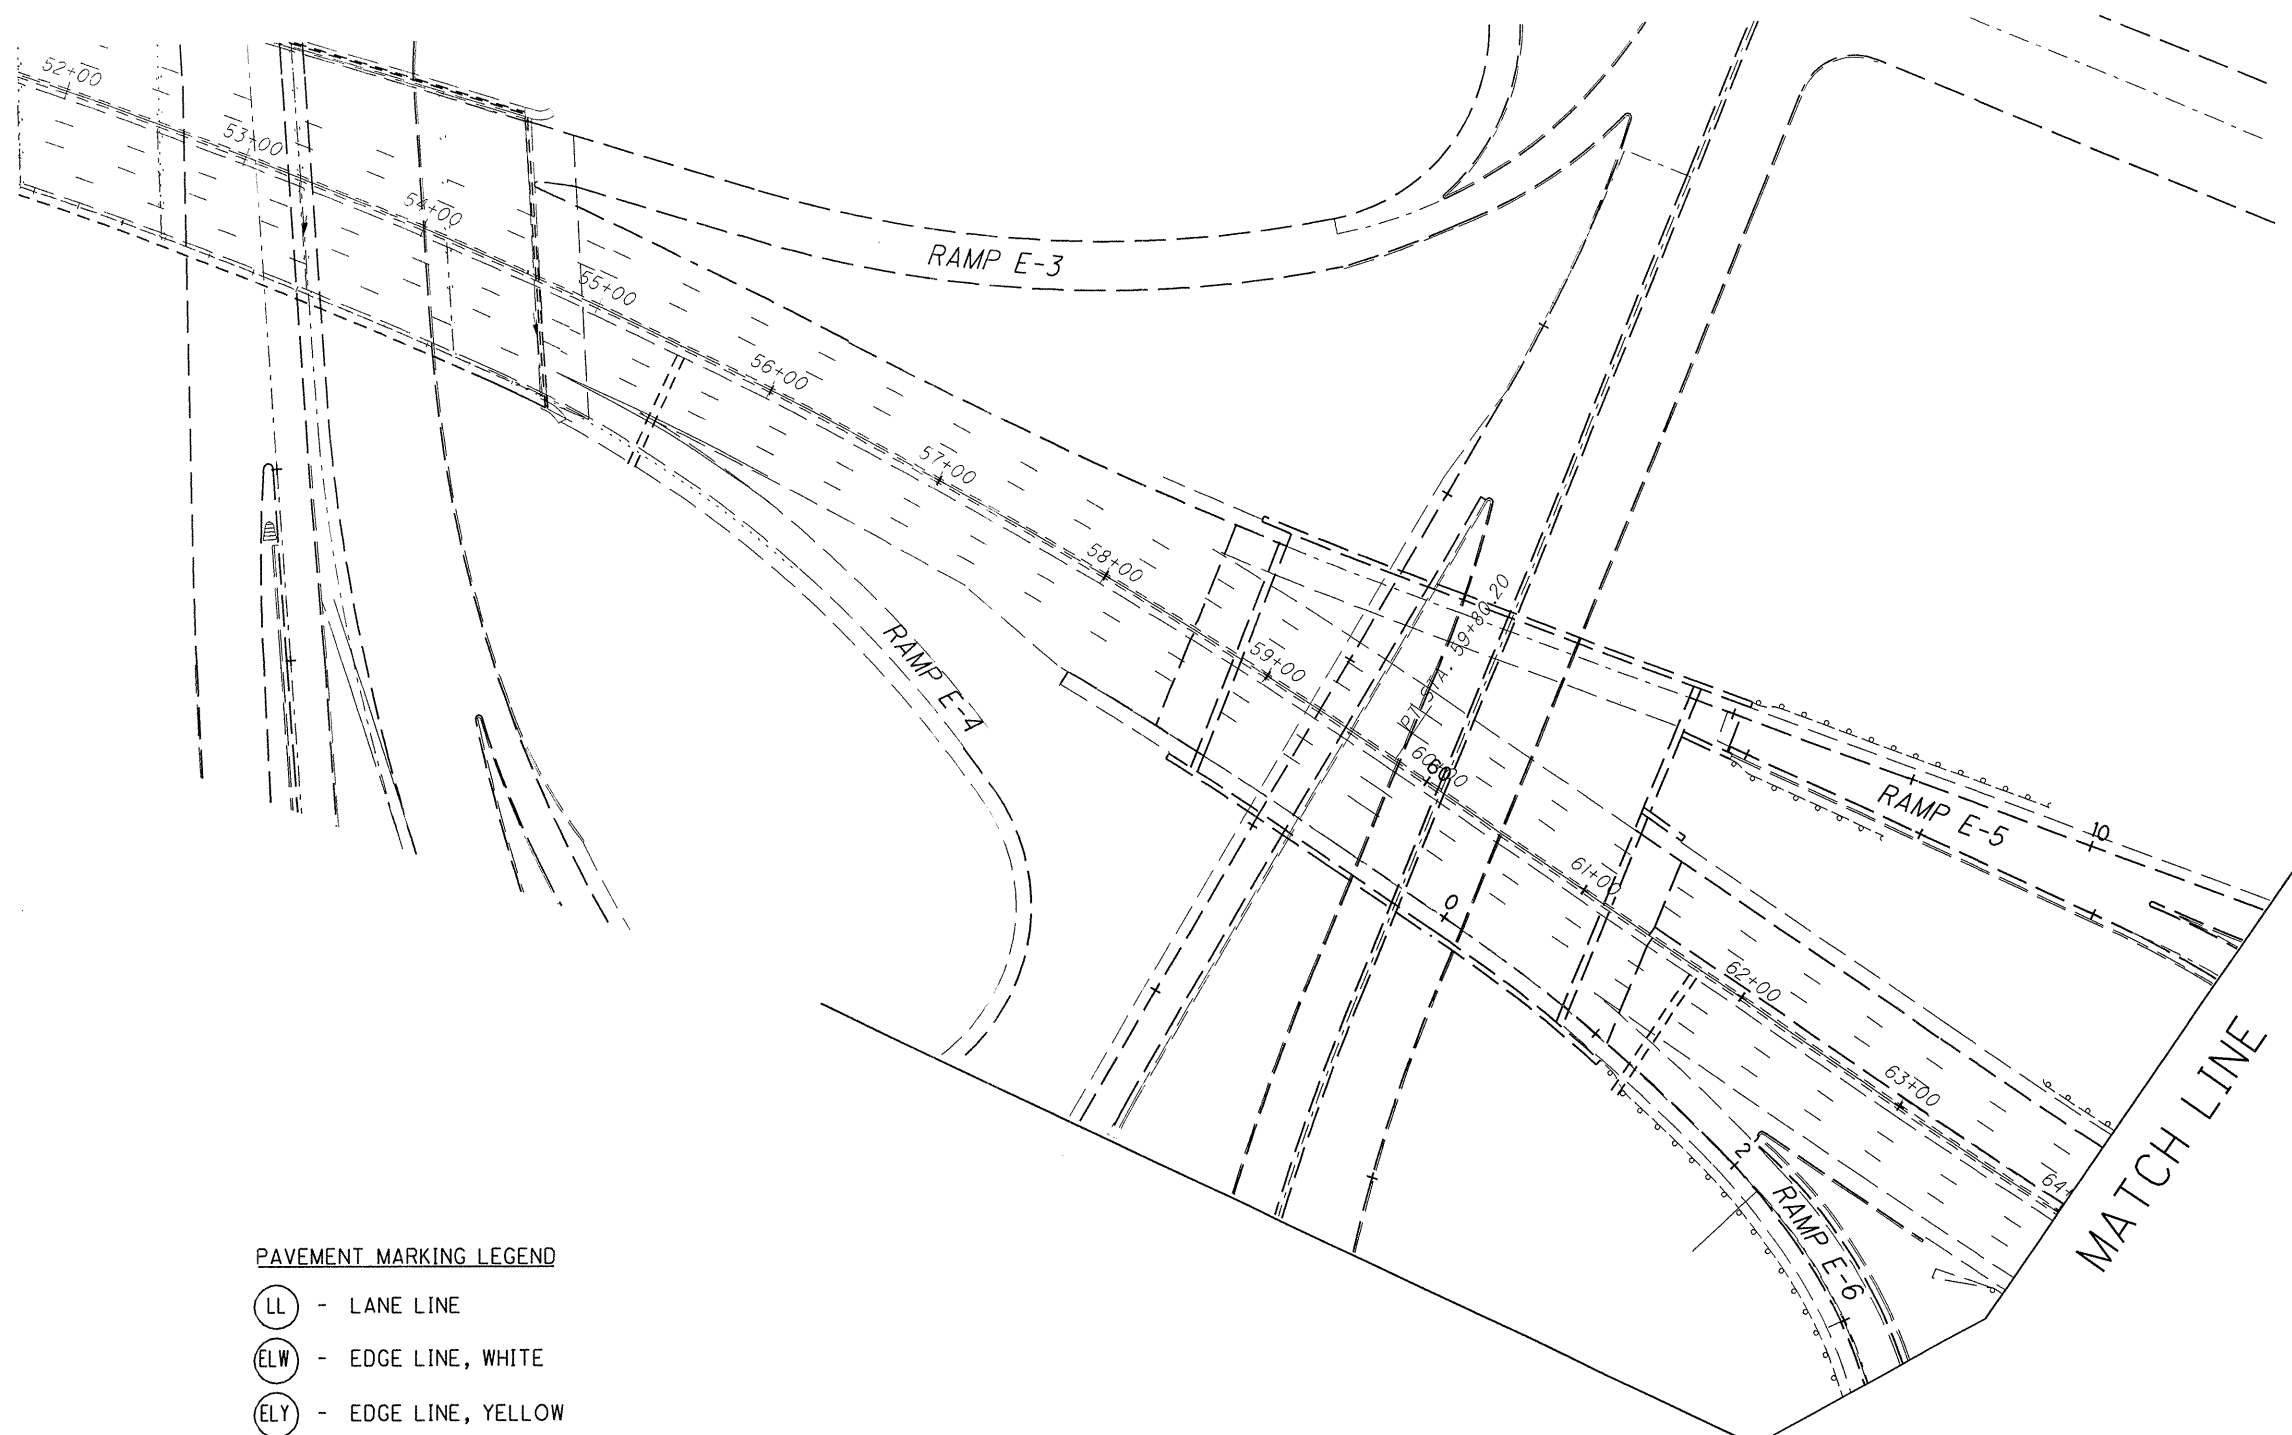 52+00
53+00
54+00
55+00
56+00
57+00
58+00
59+00
61+00
62+00
63+00
RAMP E-3
RAMP E-4
RAMP E-5
RAMP E-6
10
0
2
60
MATCH LINE
PAVEMENT MARKING LEGEND
LL - LANE LINE
ELW - EDGE LINE, WHITE
ELY - EDGE LINE, YELLOW